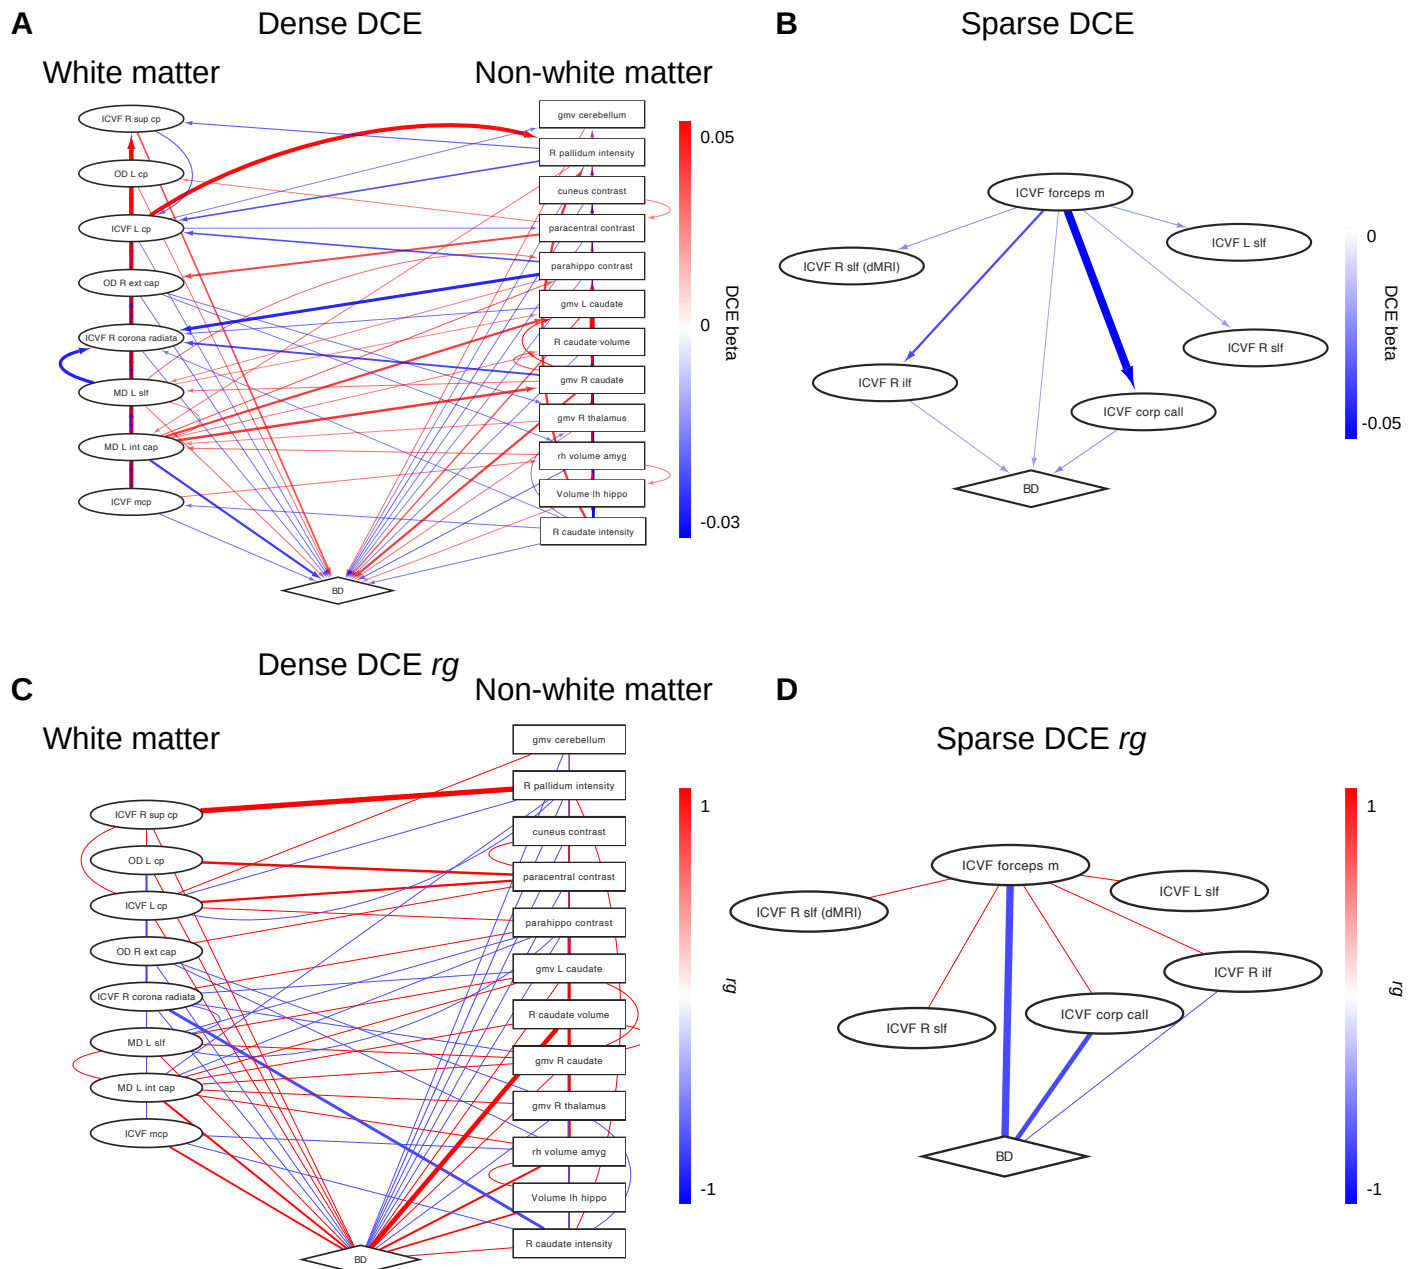 A
Dense DCE
White matter
Non-white matter
ICVF R sup cp
OD L cp
ICVF L cp
OD R ext cap
ICVF R corona radiata
MD L slf
MD L int cap
ICVF mcp
gmv cerebellum
R pallidum intensity
cuneus contrast
paracentral contrast
parahippo contrast
gmv L caudate
R caudate volume
gmv R caudate
gmv R thalamus
rh volume amyg
Volume lh hippo
R caudate intensity
BD
0.05
0
-0.03
DCE beta
B
Sparse DCE
ICVF forceps m
ICVF L slf
ICVF R slf (dMRI)
ICVF R slf
ICVF R ilf
ICVF corp call
BD
0
-0.05
DCE beta
C
Dense DCE rg
White matter
Non-white matter
ICVF R sup cp
OD L cp
ICVF L cp
OD R ext cap
ICVF R corona radiata
MD L slf
MD L int cap
ICVF mcp
gmv cerebellum
R pallidum intensity
cuneus contrast
paracentral contrast
parahippo contrast
gmv L caudate
R caudate volume
gmv R caudate
gmv R thalamus
rh volume amyg
Volume lh hippo
R caudate intensity
BD
1
-1
rg
D
Sparse DCE rg
ICVF forceps m
ICVF L slf
ICVF R slf (dMRI)
ICVF R ilf
ICVF corp call
ICVF R slf
BD
1
-1
rg